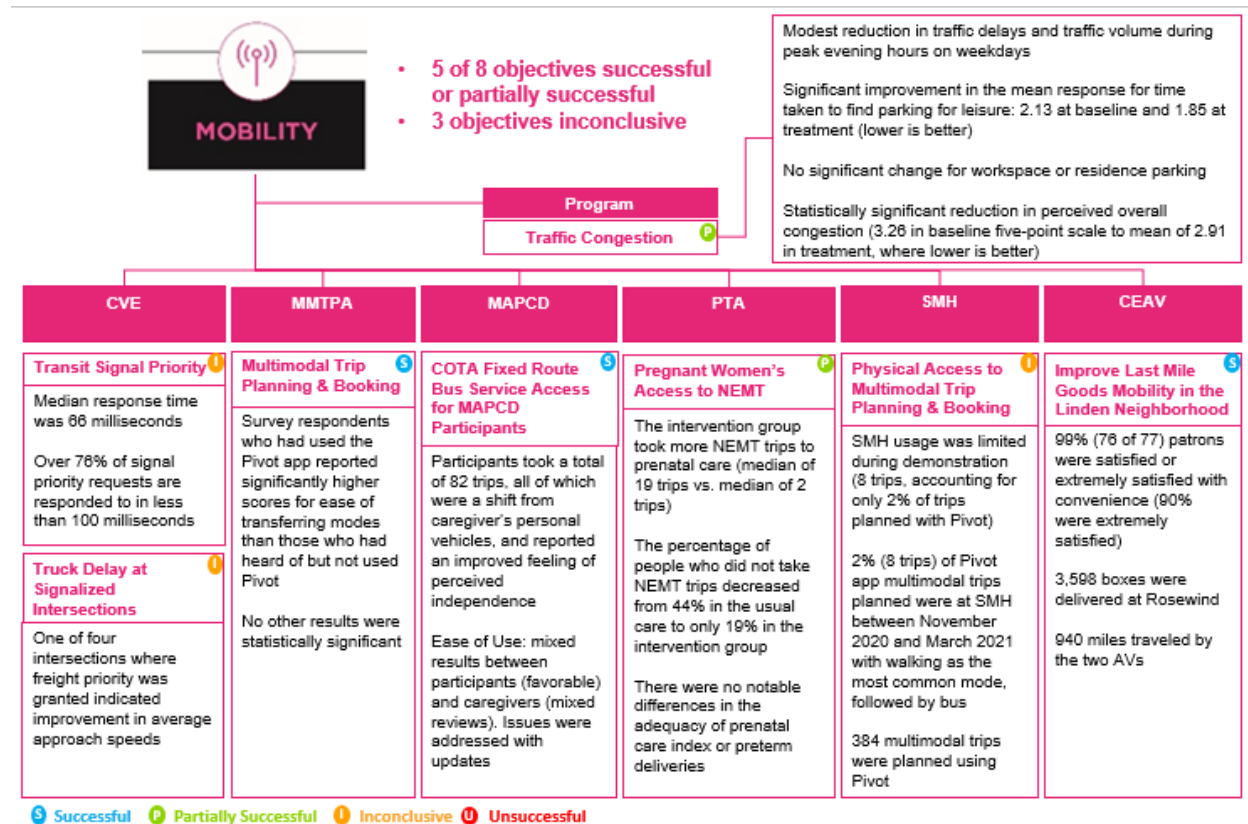 MOBILITY
• 5 of 8 objectives successful
or partially successful
• 3 objectives inconclusive
Modest reduction in traffic delays and traffic volume during
peak evening hours on weekdays
Significant improvement in the mean response for time
taken to find parking for leisure: 2.13 at baseline and 1.85 at
treatment (lower is better)
No significant change for workspace or residence parking
Statistically significant reduction in perceived overall
congestion (3.26 in baseline five-point scale to mean of 2.91
in treatment, where lower is better)
Program
Traffic Congestion P
CVE
Transit Signal Priority I
Median response time
was 66 milliseconds
Over 76% of signal
priority requests are
responded to in less
than 100 milliseconds
Truck Delay at I
Signalized
Intersections
One of four
intersections where
freight priority was
granted indicated
improvement in average
approach speeds
MMTPA
Multimodal Trip S
Planning & Booking
Survey respondents
who had used the
Pivot app reported
significantly higher
scores for ease of
transferring modes
than those who had
heard of but not used
Pivot
No other results were
statistically significant
MAPCD
COTA Fixed Route S
Bus Service Access
for MAPCD
Participants
Participants took a total
of 82 trips, all of which
were a shift from
caregiver's personal
vehicles, and reported
an improved feeling of
perceived
independence
Ease of Use: mixed
results between
participants (favorable)
and caregivers (mixed
reviews). Issues were
addressed with
updates
PTA
Pregnant Women's P
Access to NEMT
The intervention group
took more NEMT trips to
prenatal care (median of
19 trips vs. median of 2
trips)
The percentage of
people who did not take
NEMT trips decreased
from 44% in the usual
care to only 19% in the
intervention group
There were no notable
differences in the
adequacy of prenatal
care index or preterm
deliveries
SMH
Physical Access to I
Multimodal Trip
Planning & Booking
SMH usage was limited
during demonstration
(8 trips, accounting for
only 2% of trips
planned with Pivot)
2% (8 trips) of Pivot
app multimodal trips
planned were at SMH
between November
2020 and March 2021
with walking as the
most common mode,
followed by bus
384 multimodal trips
were planned using
Pivot
CEAV
Improve Last Mile S
Goods Mobility in the
Linden Neighborhood
99% (76 of 77) patrons
were satisfied or
extremely satisfied with
convenience (90%
were extremely
satisfied)
3,598 boxes were
delivered at Rosewind
940 miles traveled by
the two AVs
S Successful P Partially Successful I Inconclusive U Unsuccessful